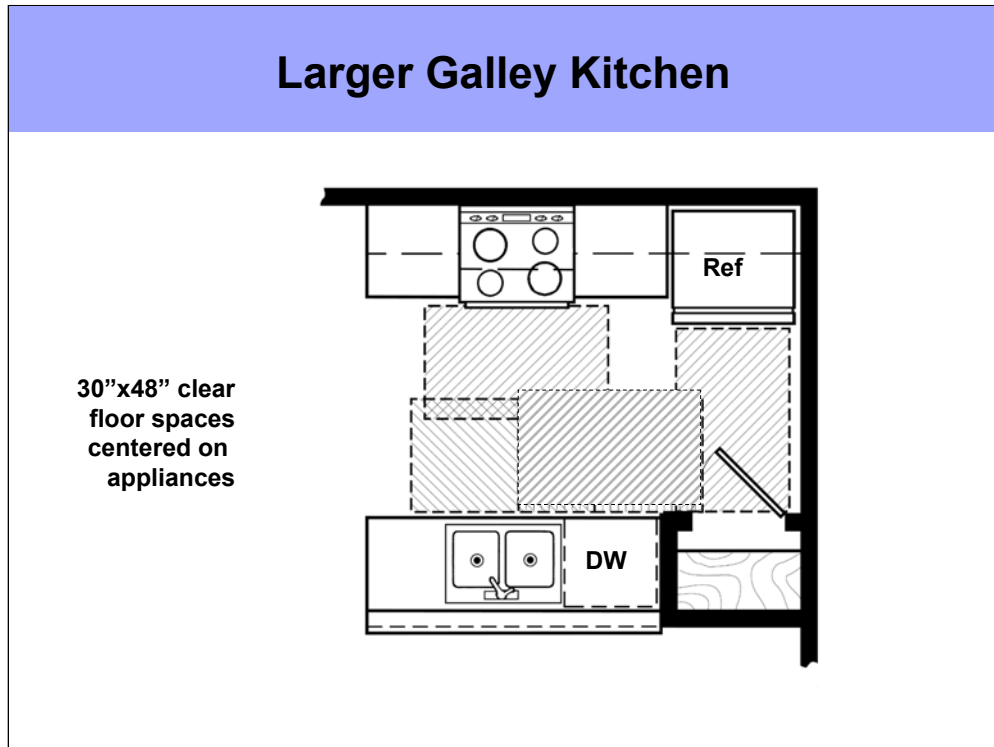 Larger Galley Kitchen
Ref
30”x48” clear
floor spaces
centered on
appliances
DW